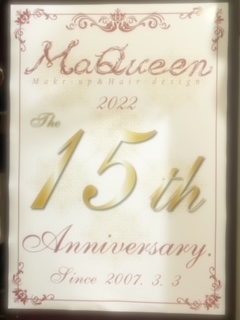 MaQueen
Make-up&Hair design
2022
The
15th
Anniversary.
Since 2007. 3. 3